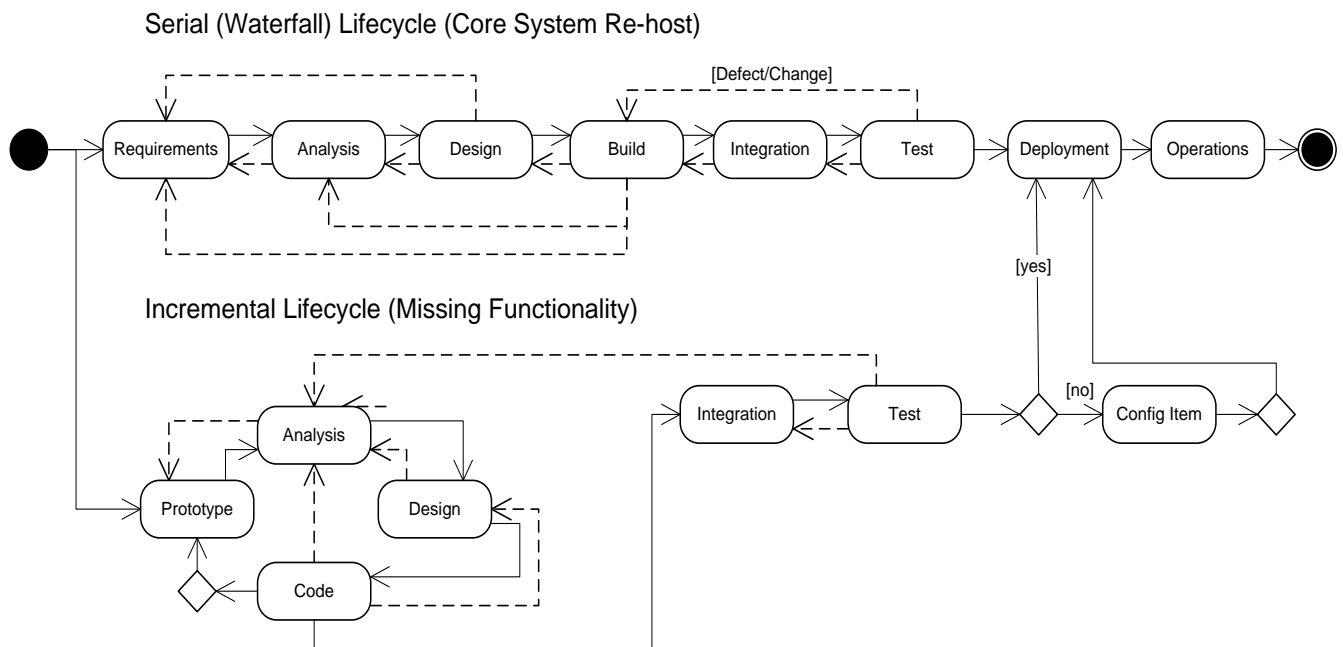 Serial (Waterfall) Lifecycle (Core System Re-host)
[Defect/Change]
Requirements
Analysis
Design
Build
Integration
Test
Deployment
Operations
[yes]
Incremental Lifecycle (Missing Functionality)
[no]
Integration
Test
Config Item
Analysis
Prototype
Design
Code